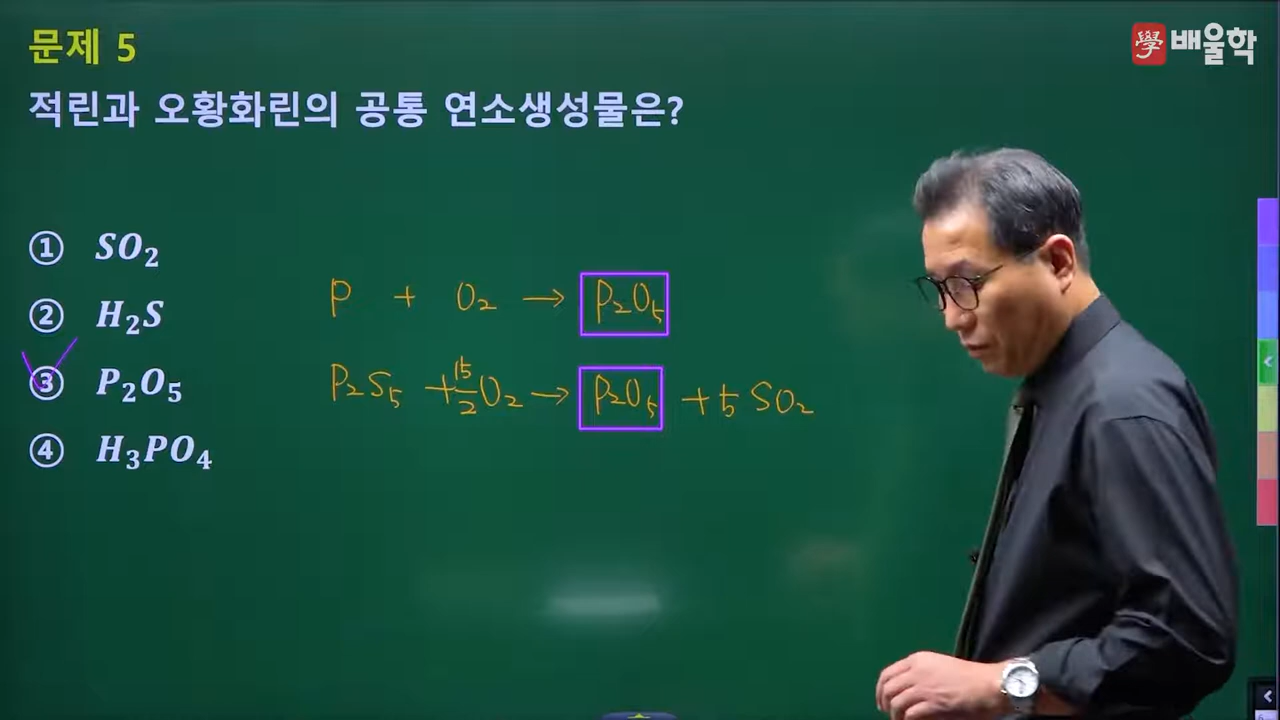 문제 5
學 배울학
적린과 오황화린의 공통 연소생성물은?
① SO₂
② H₂S
③ P₂O₅
④ H₃PO₄
P + O₂ → P₂O₅
P₂S₅ + 15/2 O₂ → P₂O₅ + 5 SO₂